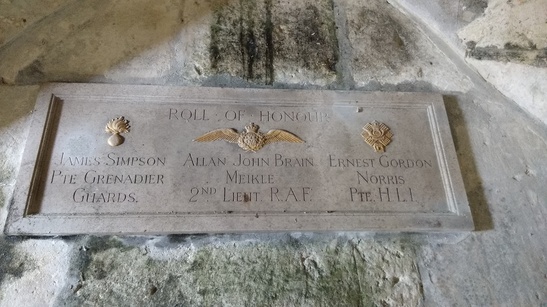 ROLL OF HONOUR
JAMES SIMPSON
PTE GRENADIER
GUARDS.
ALLAN JOHN BRAIN
MEIKLE
2ND LIEUT. R.A.F.
ERNEST GORDON
NORRIS
PTE. H.L.I.